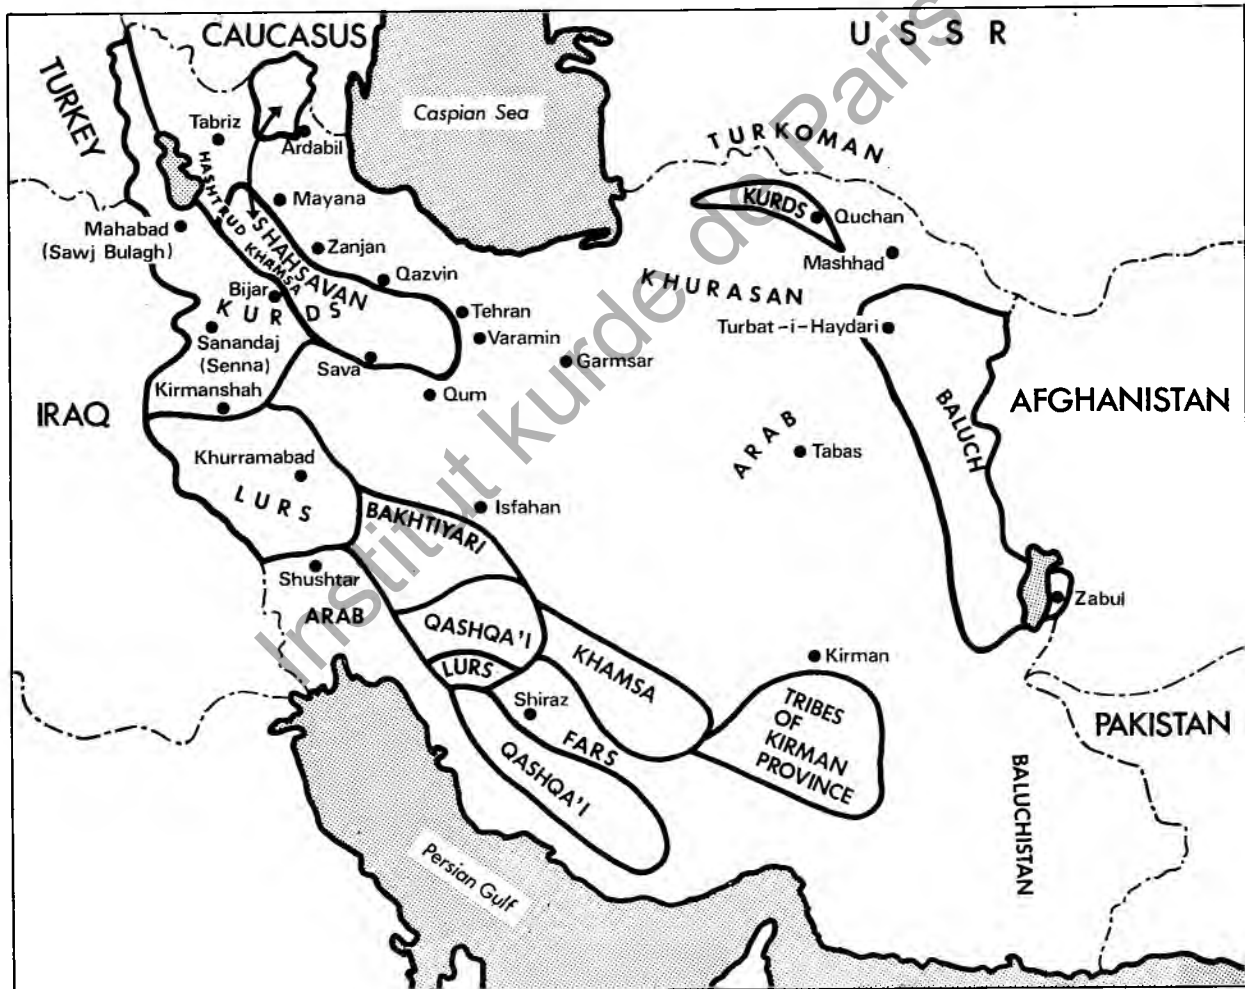 CAUCASUS
U S S R
TURKEY
Caspian Sea
Tabriz
Ardabil
TURKOMAN
HASHTRUD
Mayana
KURDS
Quchan
Mahabad
(Sawj Bulagh)
SHAHSAVAN
KHAMSA
Zanjan
Mashhad
Qazvin
KHURASAN
Bijar
KURDS
Tehran
Turbat-i-Haydari
Sanandaj
(Senna)
Varamin
Sava
Garmsar
Kirmanshah
Qum
IRAQ
AFGHANISTAN
BALUCH
ARAB
Tabas
Khurramabad
LURS
BAKHTIYARI
Isfahan
Shushtar
ARAB
Zabul
QASHQA'I
LURS
KHAMSA
Kirman
Shiraz
FARS
TRIBES
OF
KIRMAN
PROVINCE
PAKISTAN
QASHQA'I
BALUCHISTAN
Persian Gulf
Institut kurde de Paris